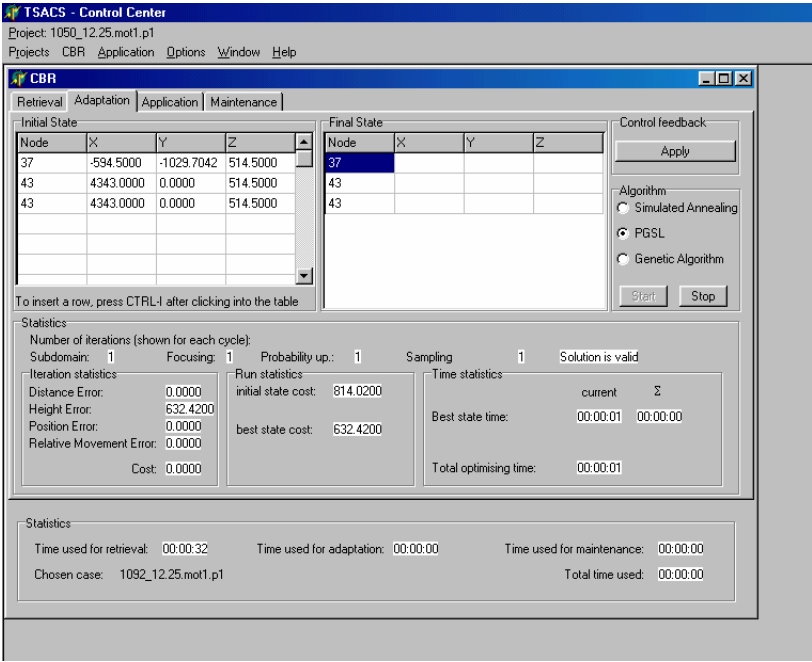 TSACS - Control Center
Project: 1050_12.25.mot1.p1
Projects CBR Application Options Window Help
CBR
Retrieval Adaptation Application Maintenance
Initial State
Node X Y Z
37 -594.5000 -1029.7042 514.5000
43 4343.0000 0.0000 514.5000
43 4343.0000 0.0000 514.5000
To insert a row, press CTRL-I after clicking into the table
Final State
Node X Y Z
37
43
43
Control feedback
Apply
Algorithm
Simulated Annealing
PGSL
Genetic Algorithm
Start Stop
Statistics
Number of iterations (shown for each cycle):
Subdomain: 1 Focusing: 1 Probability up.: 1 Sampling 1 Solution is valid
Iteration statistics
Distance Error: 0.0000
Height Error: 632.4200
Position Error: 0.0000
Relative Movement Error: 0.0000
Cost: 0.0000
Run statistics
initial state cost: 814.0200
best state cost: 632.4200
Time statistics
current Σ
Best state time: 00:00:01 00:00:00
Total optimising time: 00:00:01
Statistics
Time used for retrieval: 00:00:32 Time used for adaptation: 00:00:00 Time used for maintenance: 00:00:00
Chosen case: 1092_12.25.mot1.p1 Total time used: 00:00:00